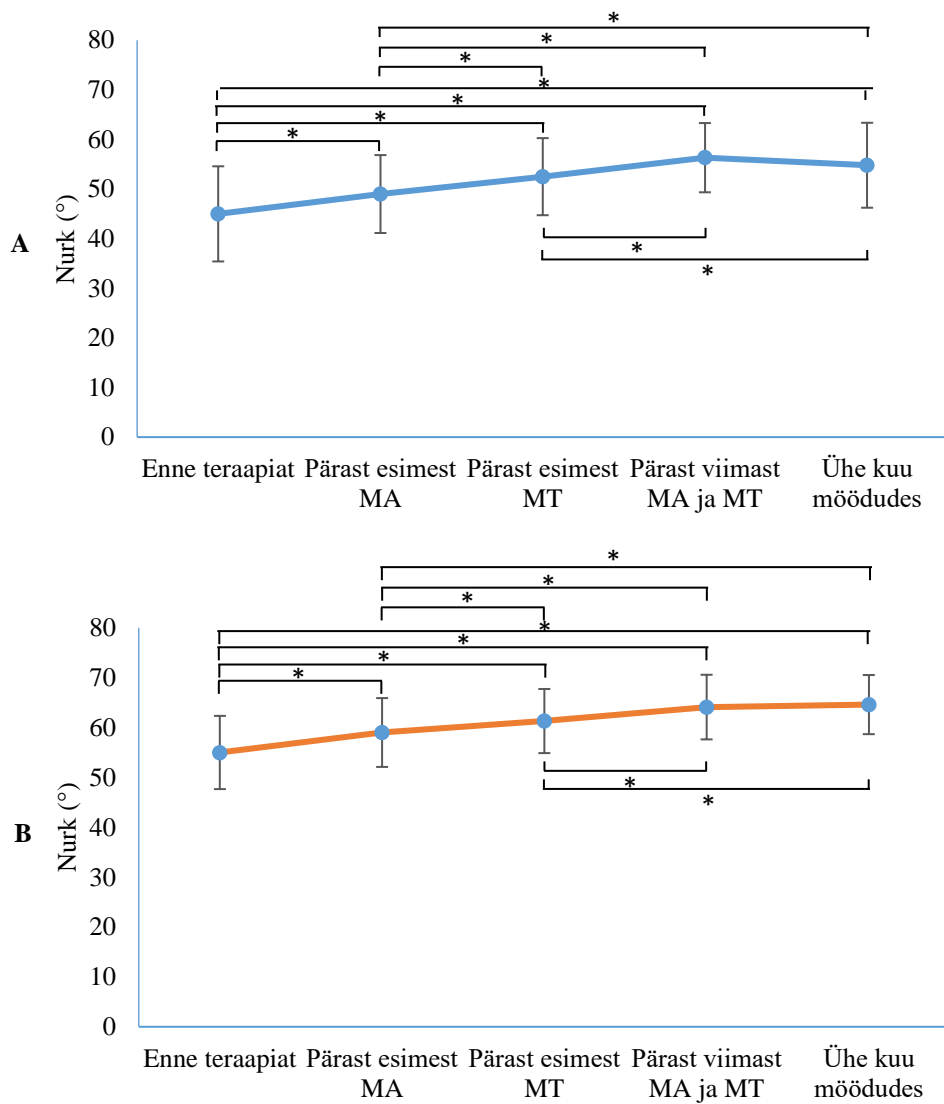 *
*
*
*
*
*
*
80
70
60
50
40
30
20
10
0
Nurk (°)
A
*
*
Enne teraapiat
Pärast esimest
MA
Pärast esimest
MT
Pärast viimast
MA ja MT
Ühe kuu
möödudes
*
*
*
*
*
*
*
80
70
60
50
40
30
20
10
0
Nurk (°)
B
*
*
Enne teraapiat
Pärast esimest
MA
Pärast esimest
MT
Pärast viimast
MA ja MT
Ühe kuu
möödudes